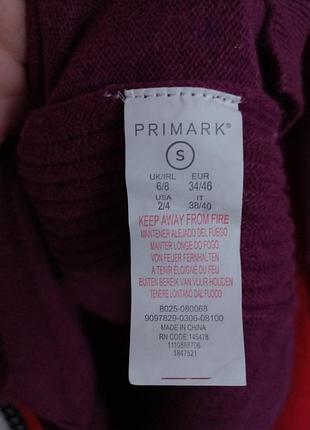 PRIMARK®
S
UK/IRL EUR
6/8 34/46
USA IT
2/4 38/40
KEEP AWAY FROM FIRE
MANTENER ALEJADO DEL FUEGO
MANTER LONGE DO FOGO
VON FEUER FERNHALTEN
A TENIR ÉLOIGNÉ DU FEU
BUITEN BEREIK VAN VUUR HOUDEN
TENERE LONTANO DAL FUOCO
8025-080068
9097829-0306-08100
MADE IN CHINA
RN CODE: 145478
1110888706
1847521